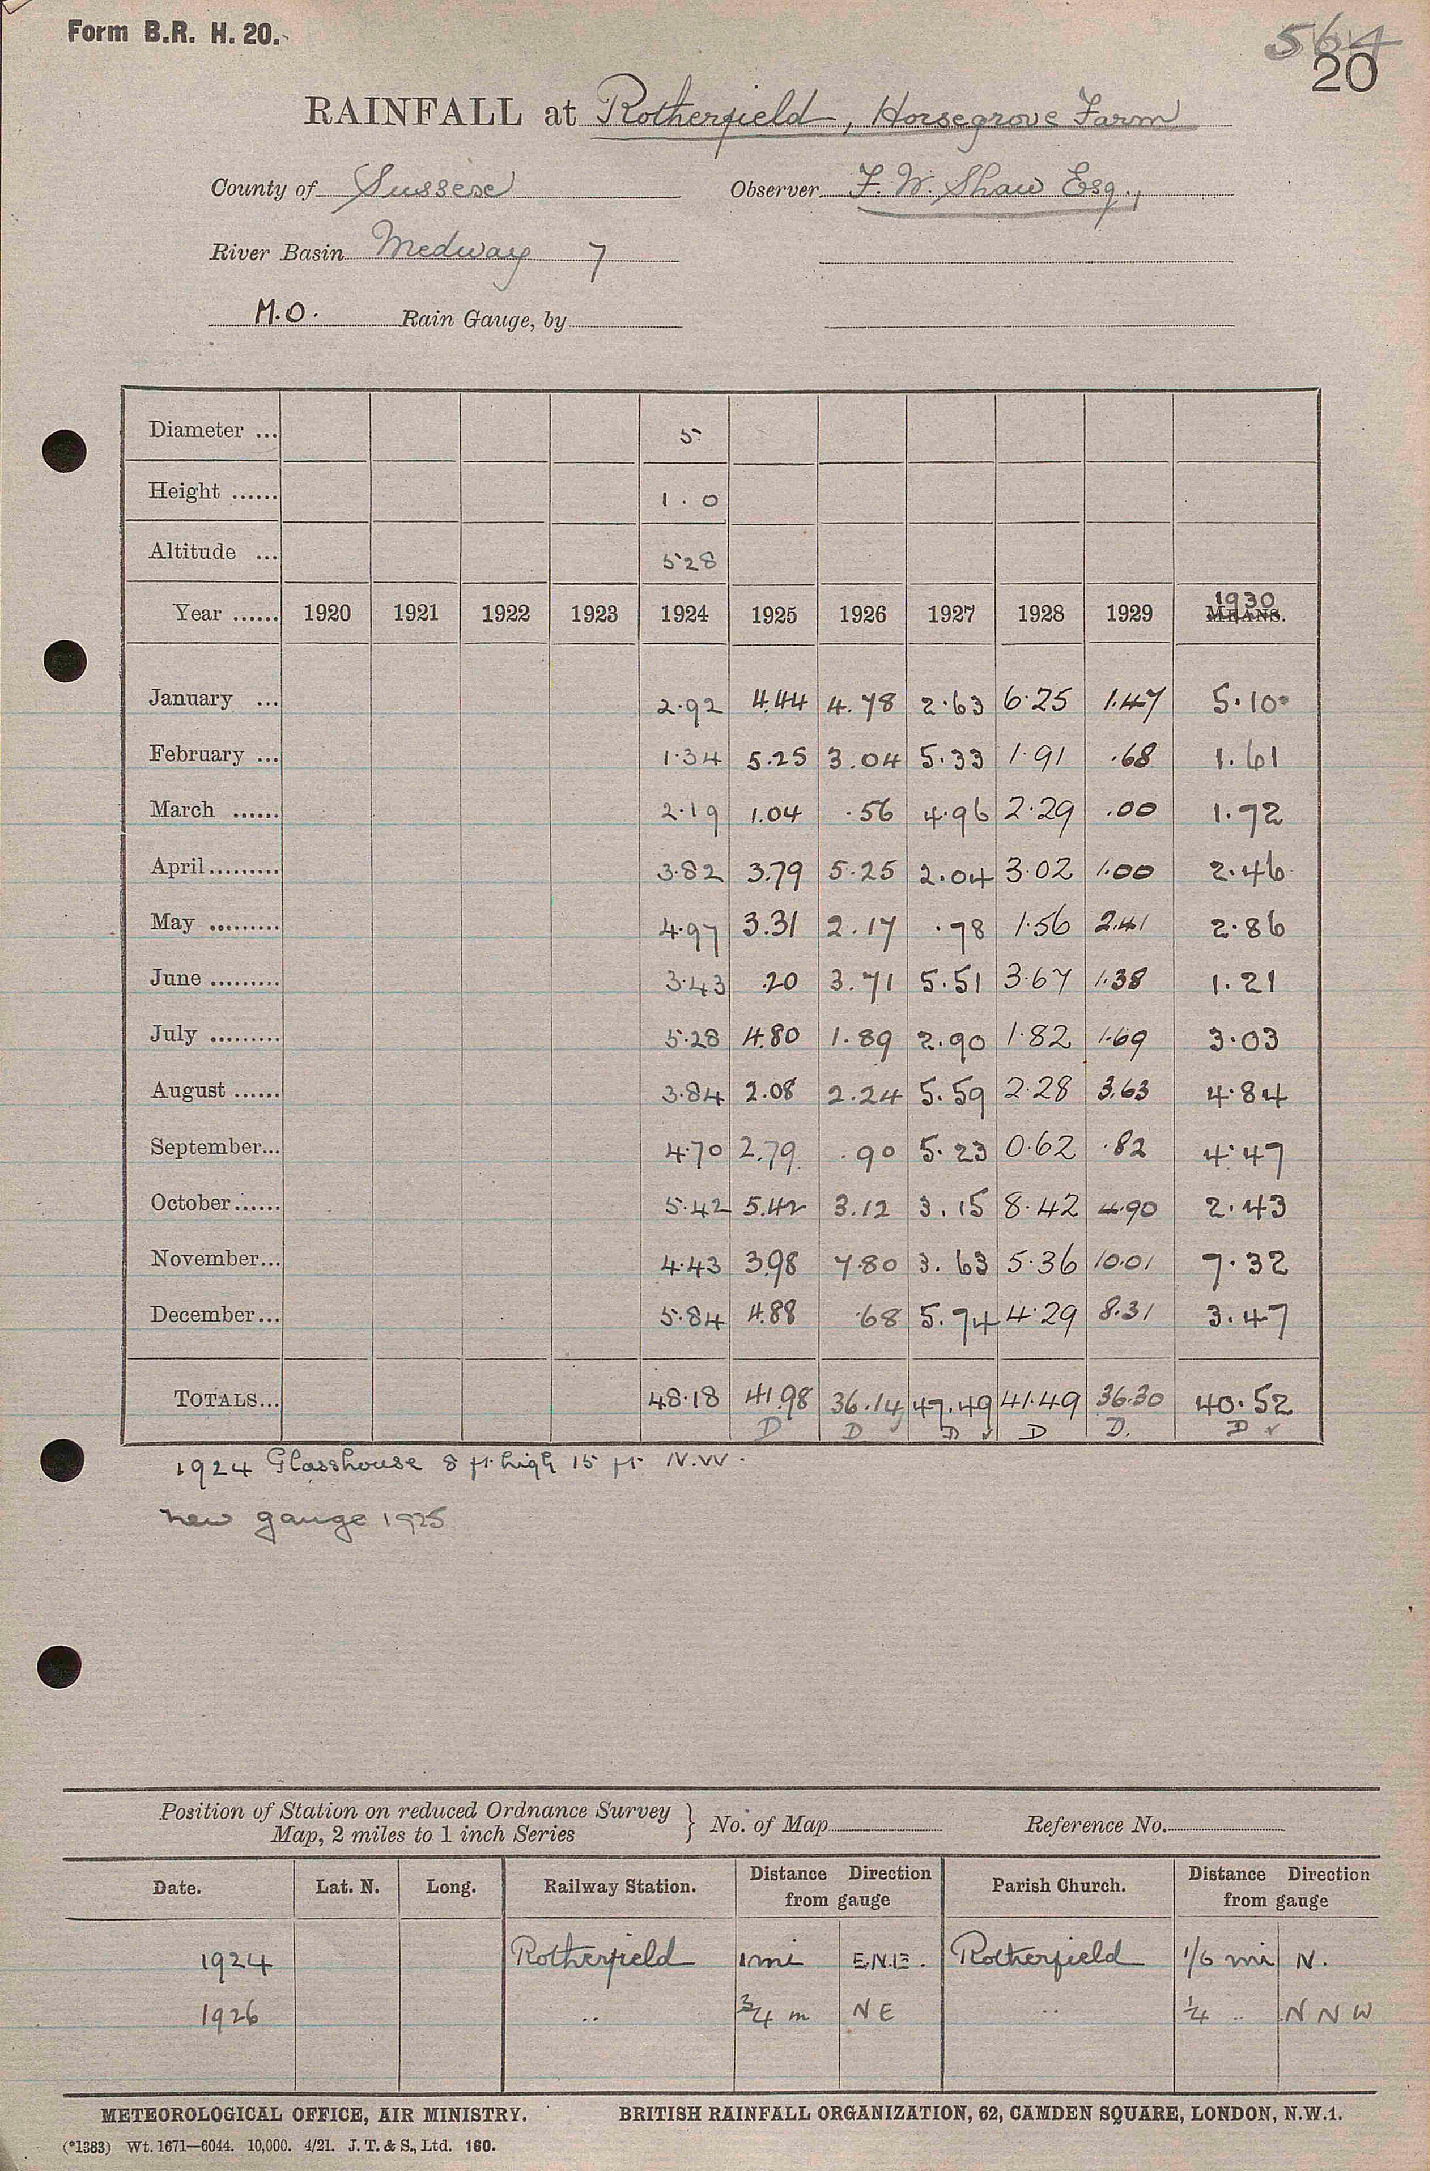 Form B.R. H. 20.
564
20
RAINFALL at Rotherfield, Horsegrove Farm
County of Sussex Observer F. W. Shaw Esq.,
River Basin Medway 7
M.O. Rain Gauge, by
Diameter ... 5
Height ...... 1.0
Altitude ... 528
Year ...... 1920 1921 1922 1923 1924 1925 1926 1927 1928 1929 1930 MEANS.
January ... 2.92 4.44 4.78 2.63 6.25 1.47 5.10
February ... 1.34 5.25 3.04 5.33 1.91 .68 1.61
March ...... 2.19 1.04 .56 4.96 2.29 .00 1.72
April......... 3.82 3.79 5.25 2.04 3.02 1.00 2.46
May ......... 4.97 3.31 2.17 .78 1.56 2.41 2.86
June ......... 3.43 .20 3.71 5.51 3.67 1.38 1.21
July ......... 5.28 4.80 1.89 2.90 1.82 1.69 3.03
August ...... 3.84 2.08 2.24 5.59 2.28 3.63 4.84
September... 4.70 2.79 .90 5.23 0.62 .82 4.47
October...... 5.42 5.42 3.12 3.15 8.42 4.90 2.43
November... 4.43 3.98 7.80 3.63 5.36 10.01 7.32
December... 5.84 4.88 .68 5.74 4.29 8.31 3.47
TOTALS... 48.18 41.98 36.14 47.49 41.49 36.30 40.52
D D D ✓ D D. D ✓
1924 Glasshouse 8 ft. high 15 ft. N.W.
New gauge 1925
Position of Station on reduced Ordnance Survey
Map, 2 miles to 1 inch Series } No. of Map Reference No.
Date. Lat. N. Long. Railway Station. Distance Direction from gauge Parish Church. Distance Direction from gauge
1924 Rotherfield 1 mi E.N.E. Rotherfield 1/6 mi N.
1926 .. 3/4 m NE .. 1/4 .. NNW
METEOROLOGICAL OFFICE, AIR MINISTRY. BRITISH RAINFALL ORGANIZATION, 62, CAMDEN SQUARE, LONDON, N.W.1.
(*1383) Wt. 1671—6044. 10,000. 4/21. J. T. & S., Ltd. 160.